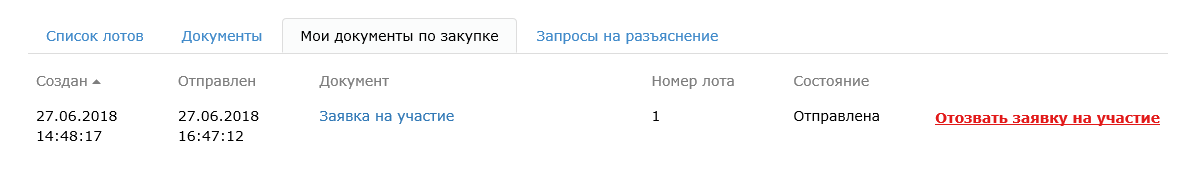 Список лотов Документы Мои документы по закупке Запросы на разъяснение
Создан Отправлен Документ Номер лота Состояние
27.06.2018 27.06.2018 Заявка на участие 1 Отправлена Отозвать заявку на участие
14:48:17 16:47:12